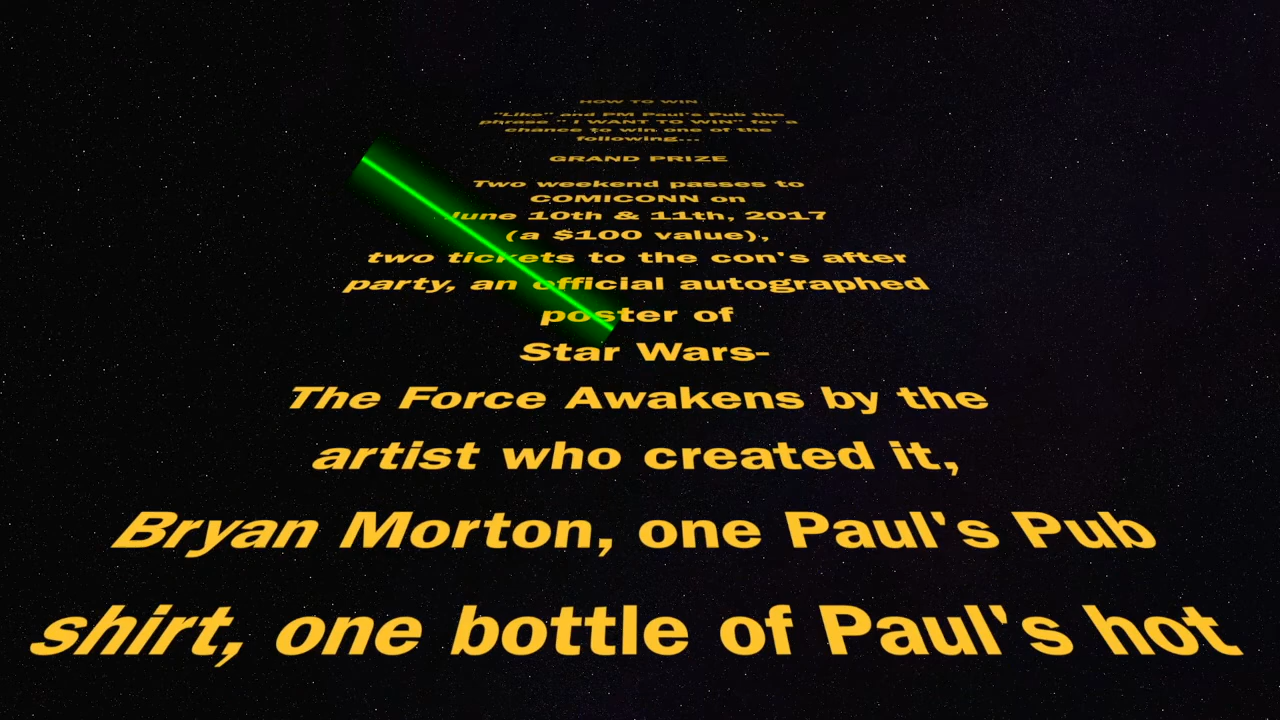 HOW TO WIN
"Like" and PM Paul's Pub the
phrase " I WANT TO WIN" for a
chance to win one of the
following...
GRAND PRIZE
Two weekend passes to
COMICONN on
June 10th & 11th, 2017
(a $100 value),
two tickets to the con's after
party, an official autographed
poster of
Star Wars-
The Force Awakens by the
artist who created it,
Bryan Morton, one Paul's Pub
shirt, one bottle of Paul's hot